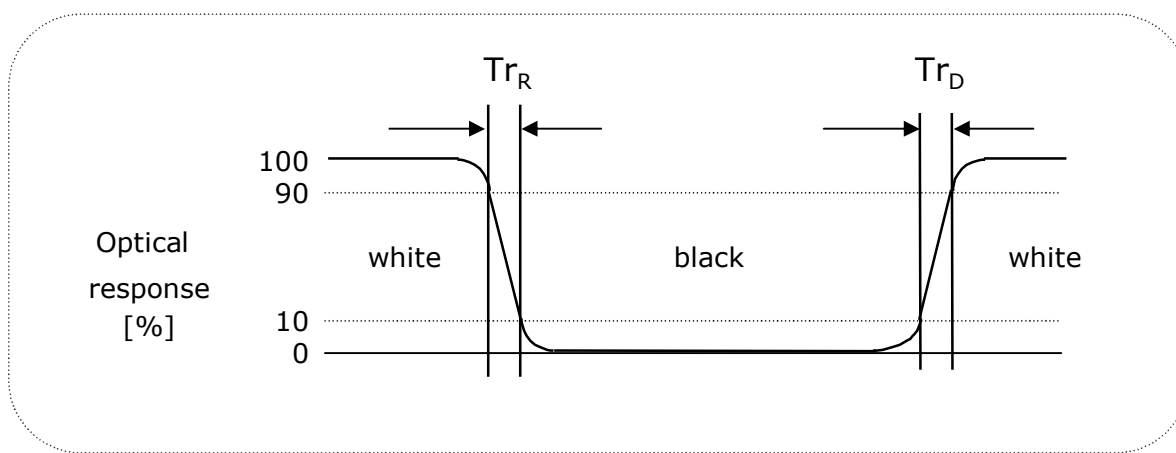 Tr_R
Tr_D
100
90
Optical
response
[%]
white
black
white
10
0